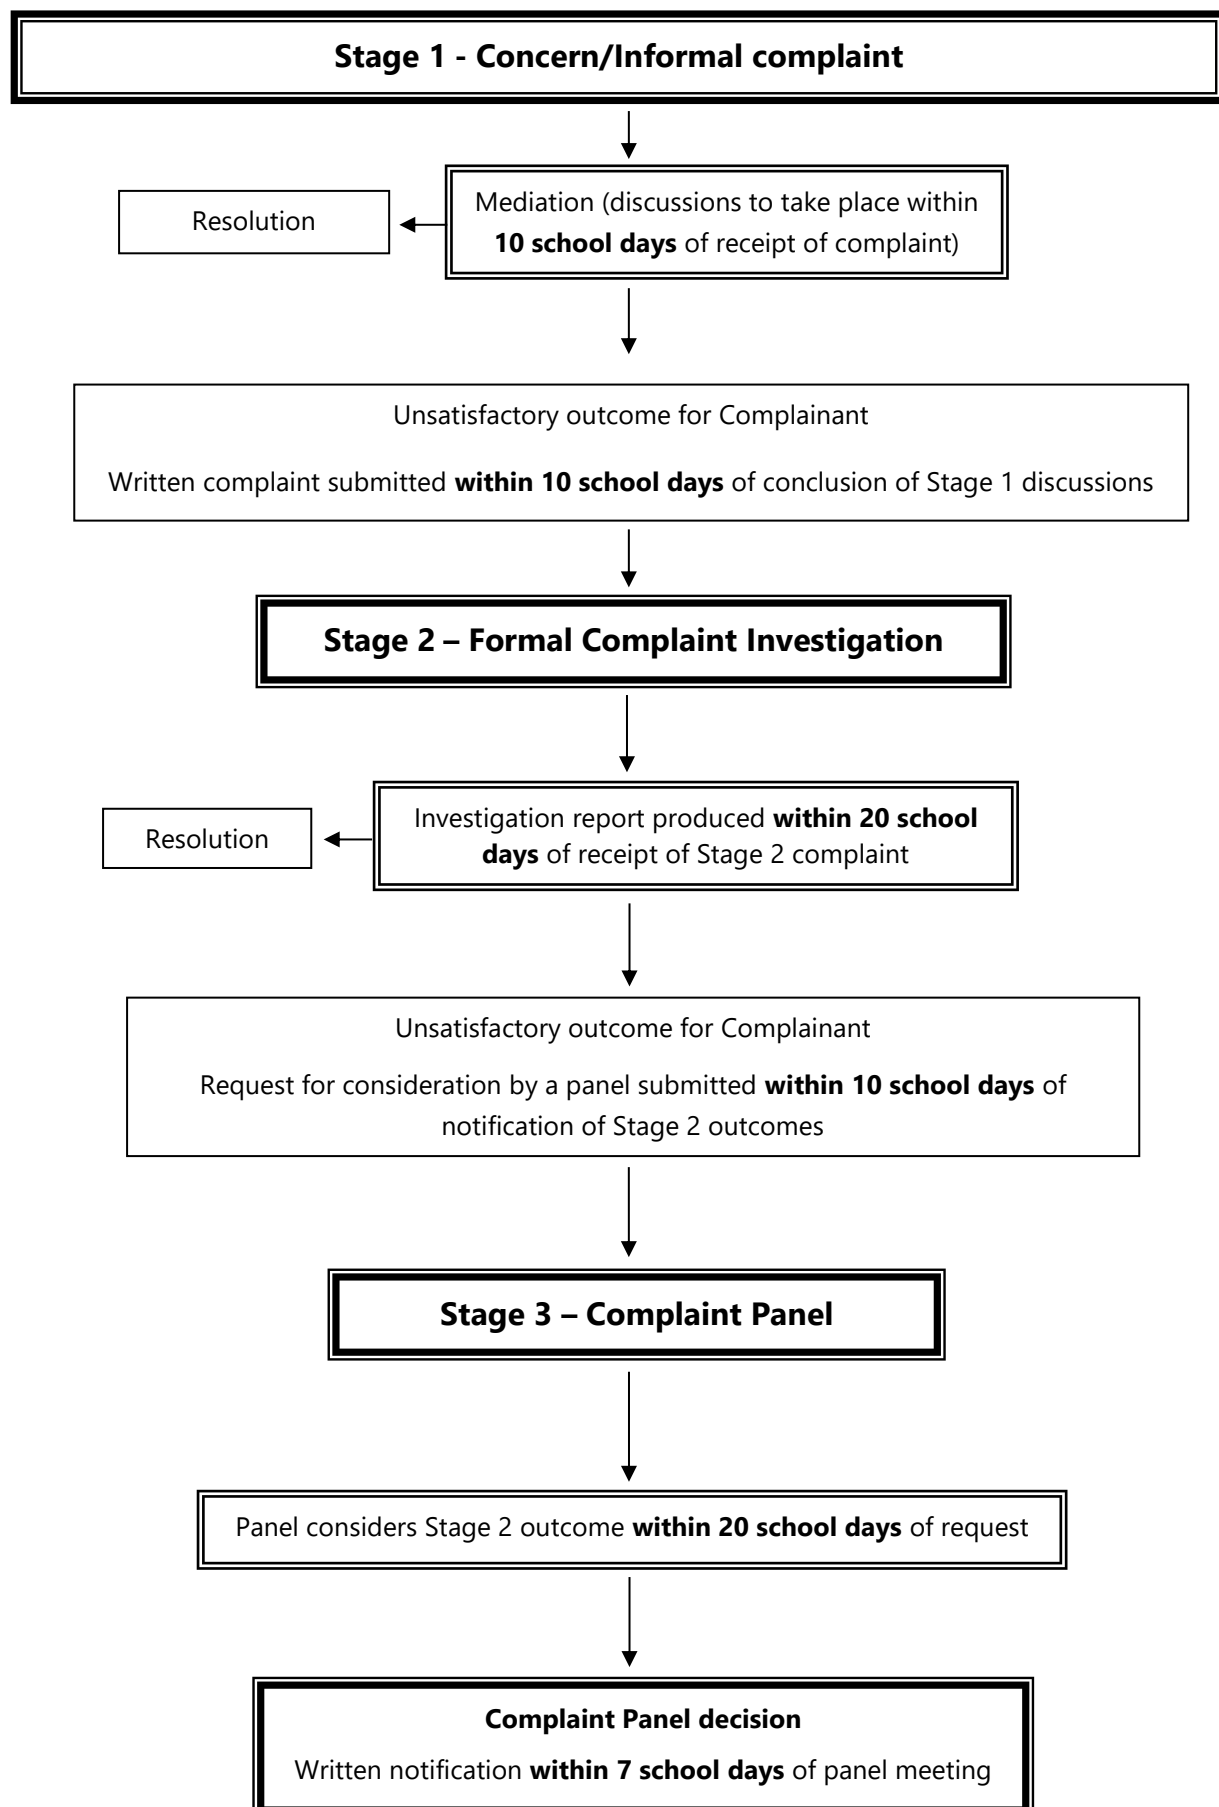 Stage 1 - Concern/Informal complaint
Resolution
Mediation (discussions to take place within
10 school days of receipt of complaint)
Unsatisfactory outcome for Complainant
Written complaint submitted within 10 school days of conclusion of Stage 1 discussions
Stage 2 – Formal Complaint Investigation
Resolution
Investigation report produced within 20 school
days of receipt of Stage 2 complaint
Unsatisfactory outcome for Complainant
Request for consideration by a panel submitted within 10 school days of
notification of Stage 2 outcomes
Stage 3 – Complaint Panel
Panel considers Stage 2 outcome within 20 school days of request
Complaint Panel decision
Written notification within 7 school days of panel meeting